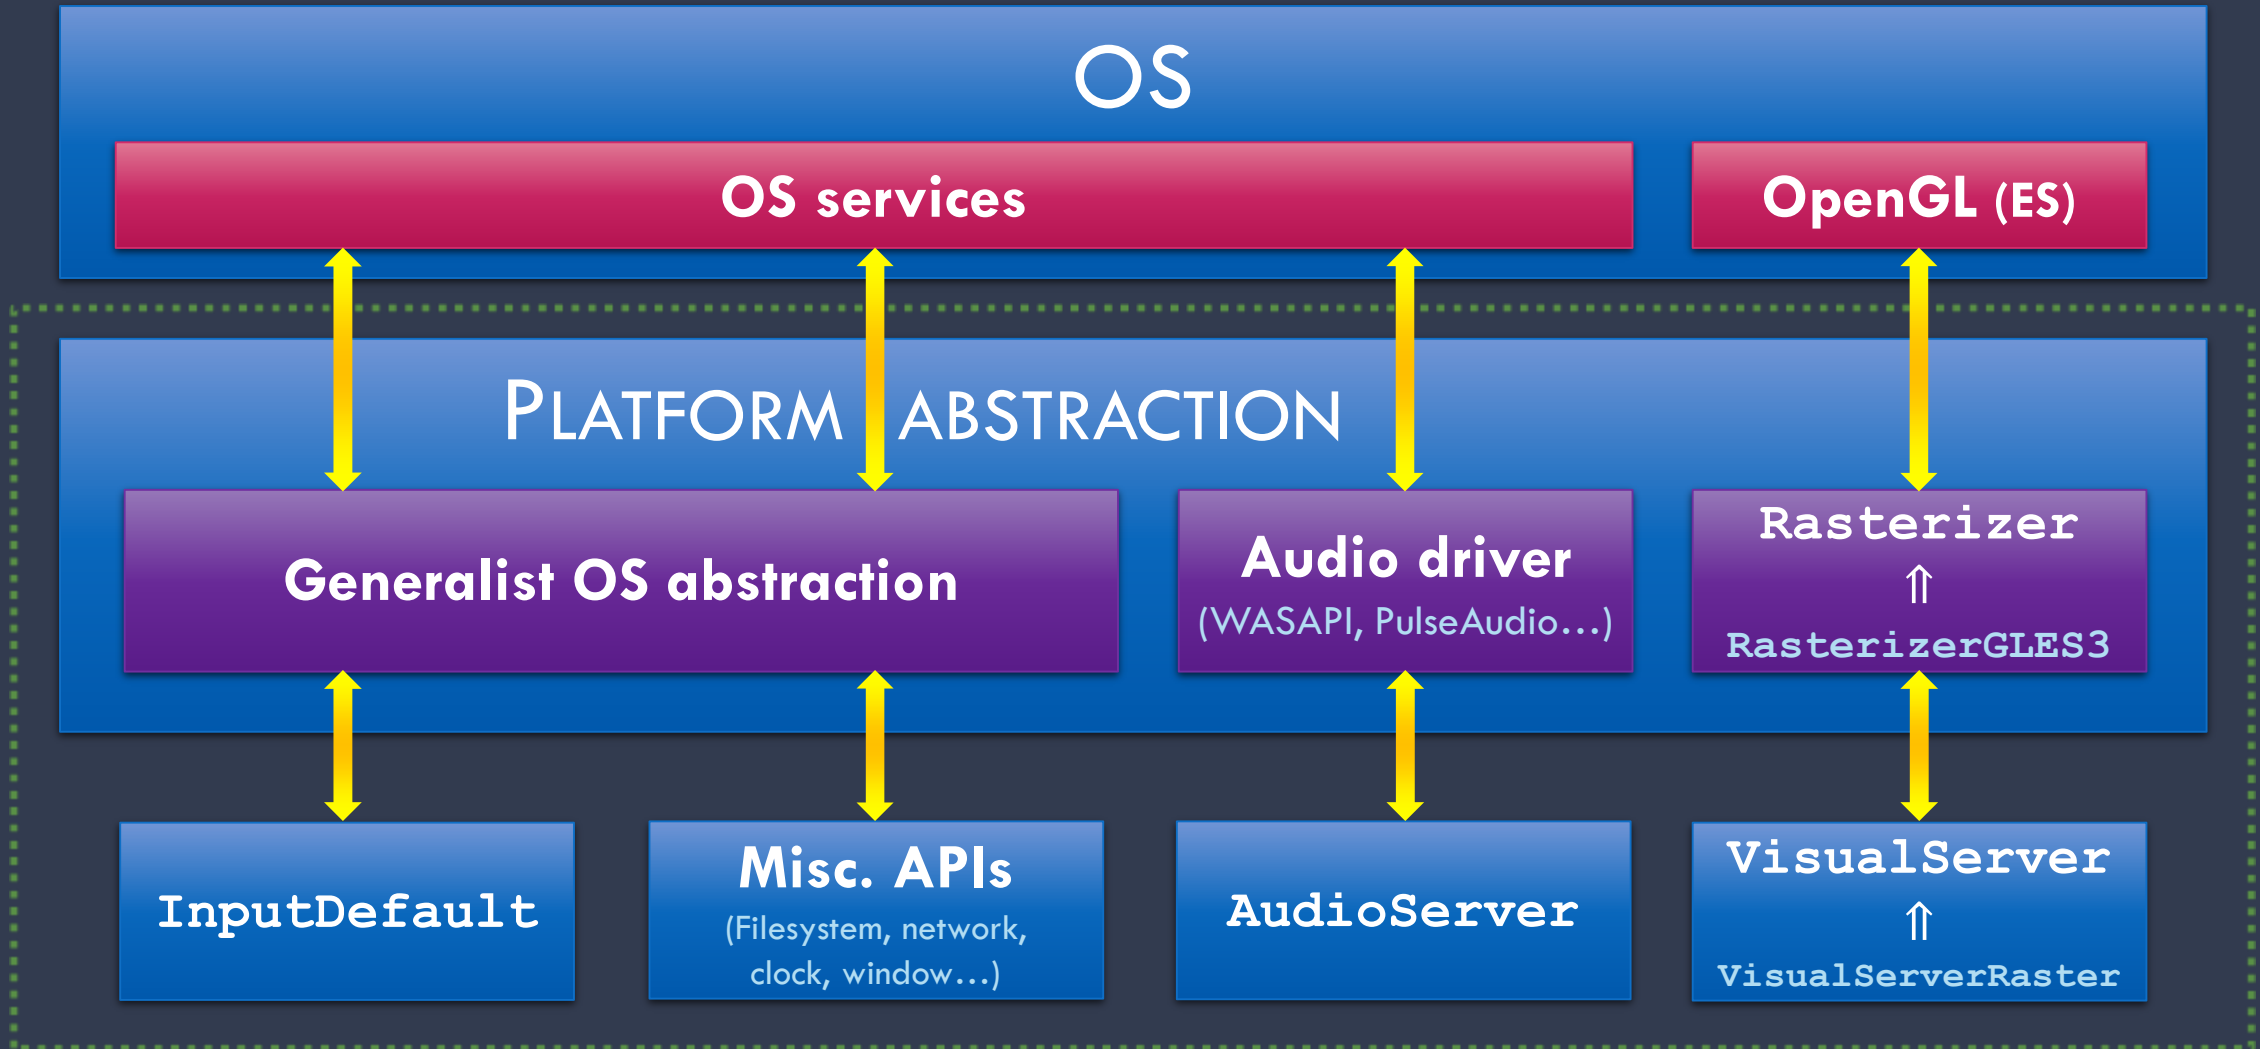 OS
OS services
OpenGL (ES)
PLATFORM ABSTRACTION
Generalist OS abstraction
Audio driver
(WASAPI, PulseAudio...)
Rasterizer
⇑
RasterizerGLES3
InputDefault
Misc. APIs
(Filesystem, network,
clock, window...)
AudioServer
VisualServer
⇑
VisualServerRaster